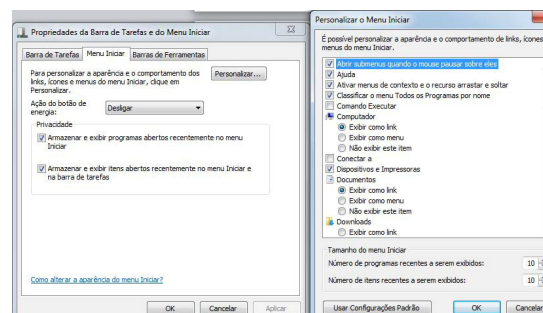 Propriedades da Barra de Tarefas e do Menu Iniciar
Barra de Tarefas
Menu Iniciar
Barras de Ferramentas
Para personalizar a aparência e o comportamento dos
links, ícones e menus do menu Iniciar, clique em
Personalizar.
Personalizar...
Ação do botão de
energia:
Desligar
Privacidade
Armazenar e exibir programas abertos recentemente no menu
Iniciar
Armazenar e exibir itens abertos recentemente no menu Iniciar e
na barra de tarefas
Como alterar a aparência do menu Iniciar?
OK
Cancelar
Aplicar
Personalizar o Menu Iniciar
É possível personalizar a aparência e o comportamento de links, ícones
menus do menu Iniciar.
Abrir submenus quando o mouse pausar sobre eles
Ajuda
Ativar menus de contexto e o recurso arrastar e soltar
Classificar o menu Todos os Programas por nome
Comando Executar
Computador
Exibir como link
Exibir como menu
Não exibir este item
Conectar a
Dispositivos e Impressoras
Documentos
Exibir como link
Exibir como menu
Não exibir este item
Downloads
Exibir como link
Tamanho do menu Iniciar
Número de programas recentes a serem exibidos: 10
Número de itens recentes a serem exibidos: 10
Usar Configurações Padrão
OK
Cancelar